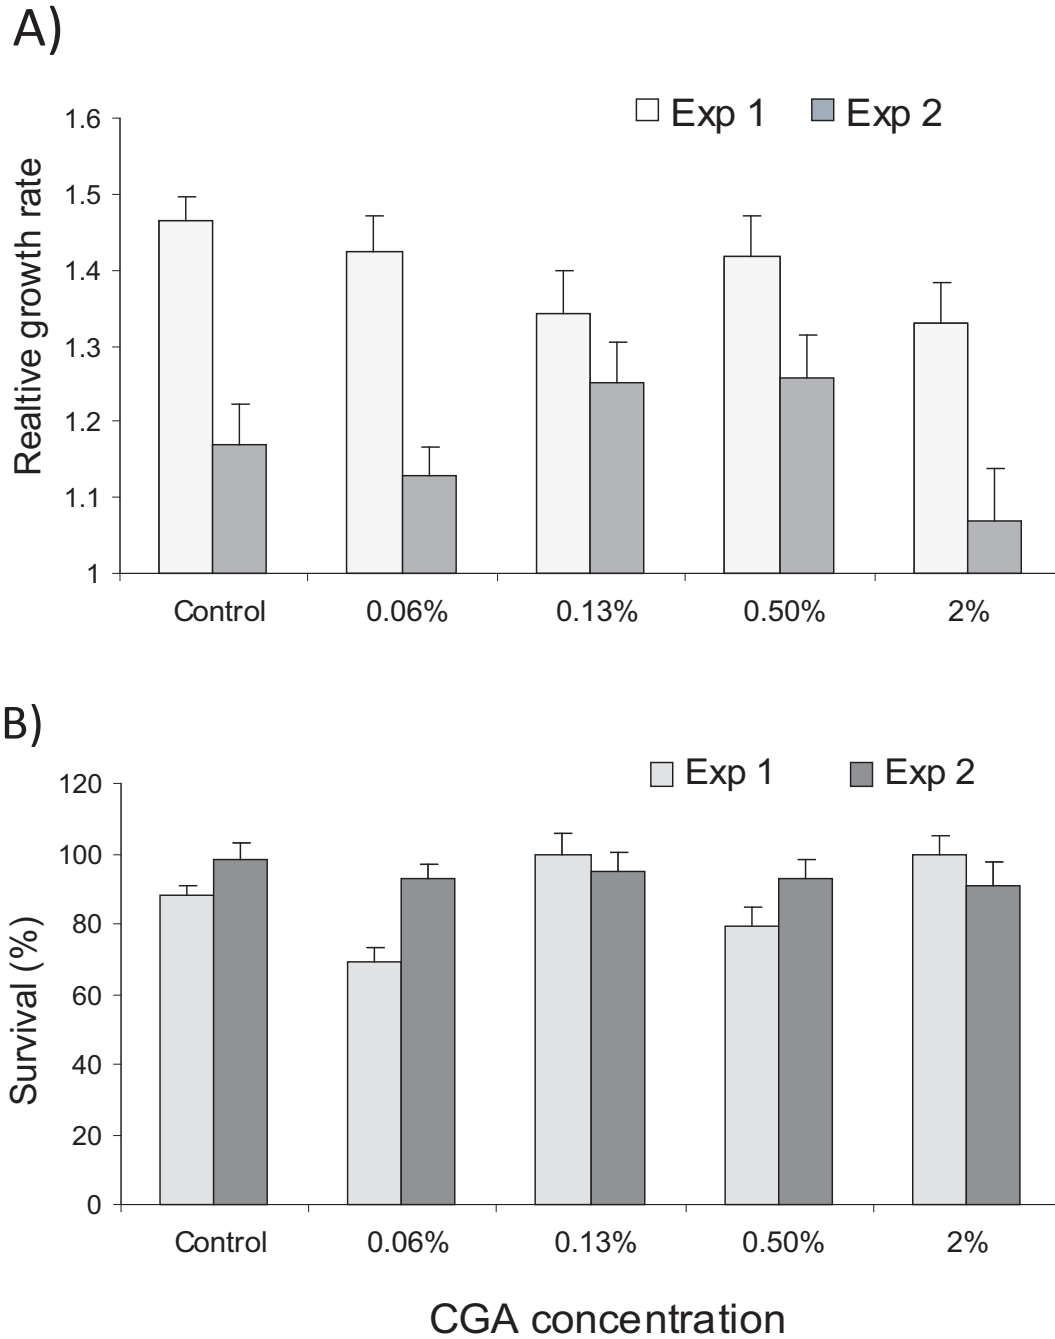 A)
Exp 1 Exp 2
Realtive growth rate
1.6
1.5
1.4
1.3
1.2
1.1
1
Control 0.06% 0.13% 0.50% 2%
B)
Exp 1 Exp 2
Survival (%)
120
100
80
60
40
20
0
Control 0.06% 0.13% 0.50% 2%
CGA concentration